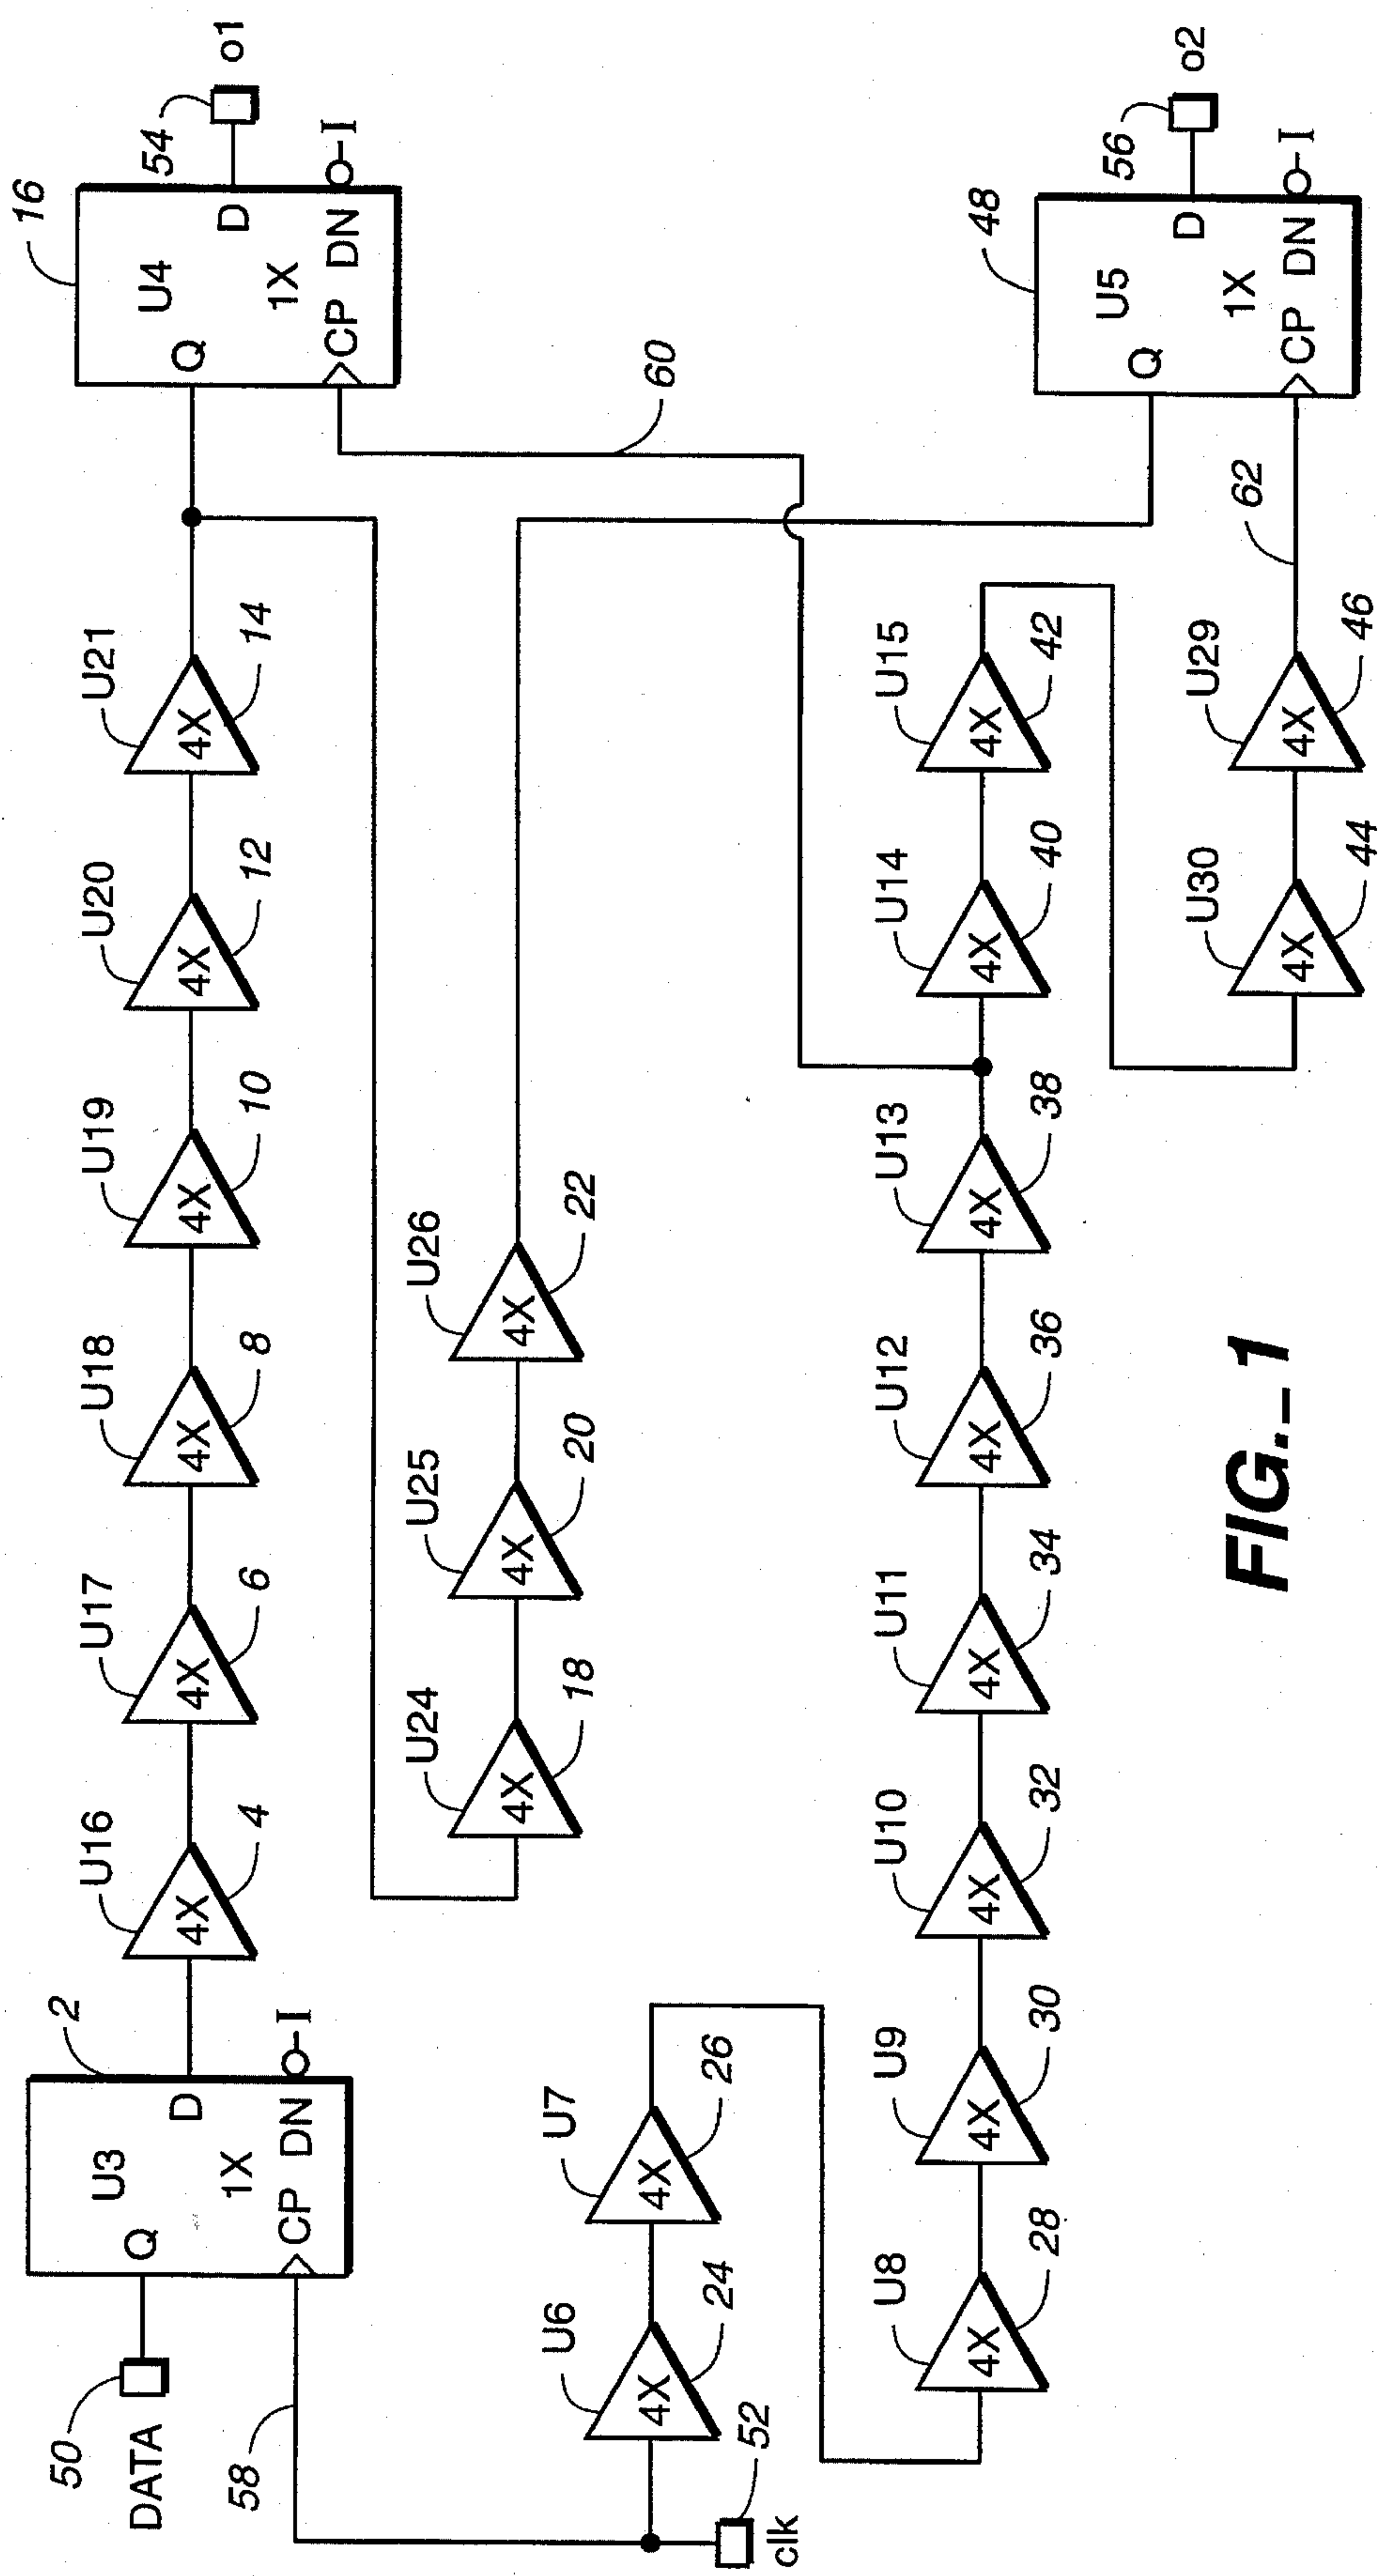 U3
2
Q
D
1X
CP DN
I
50
DATA
58
U16
4X
4
U17
4X
6
U18
4X
8
U19
4X
10
U20
4X
12
U21
4X
14
16
U4
Q
D
1X
CP DN
I
54
o1
60
U24
4X
18
U25
4X
20
U26
4X
22
U6
4X
24
U7
4X
26
52
clk
U8
4X
28
U9
4X
30
U10
4X
32
U11
4X
34
U12
4X
36
U13
4X
38
U14
4X
40
U15
4X
42
U30
4X
44
U29
4X
46
62
48
U5
Q
D
1X
CP DN
I
56
o2
FIG._1